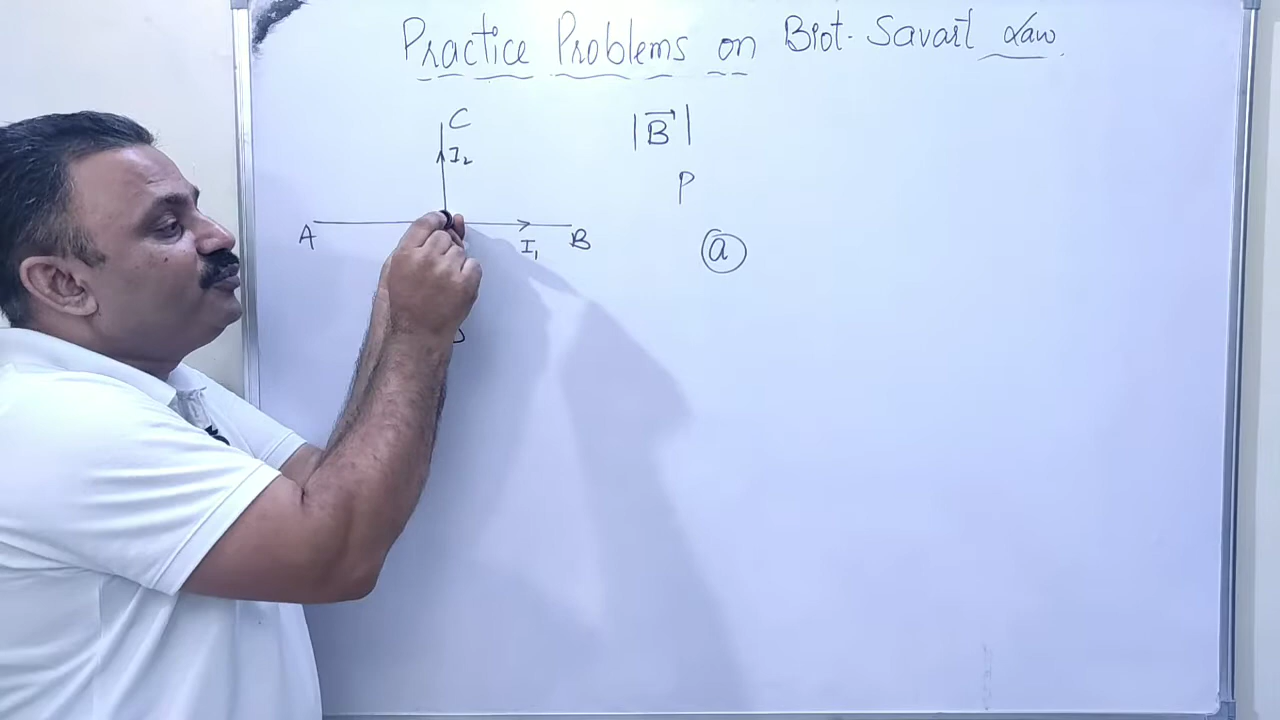 Practice Problems on Biot-Savart Law
C
I₂
|B⃗|
P
A
I₁
B
a